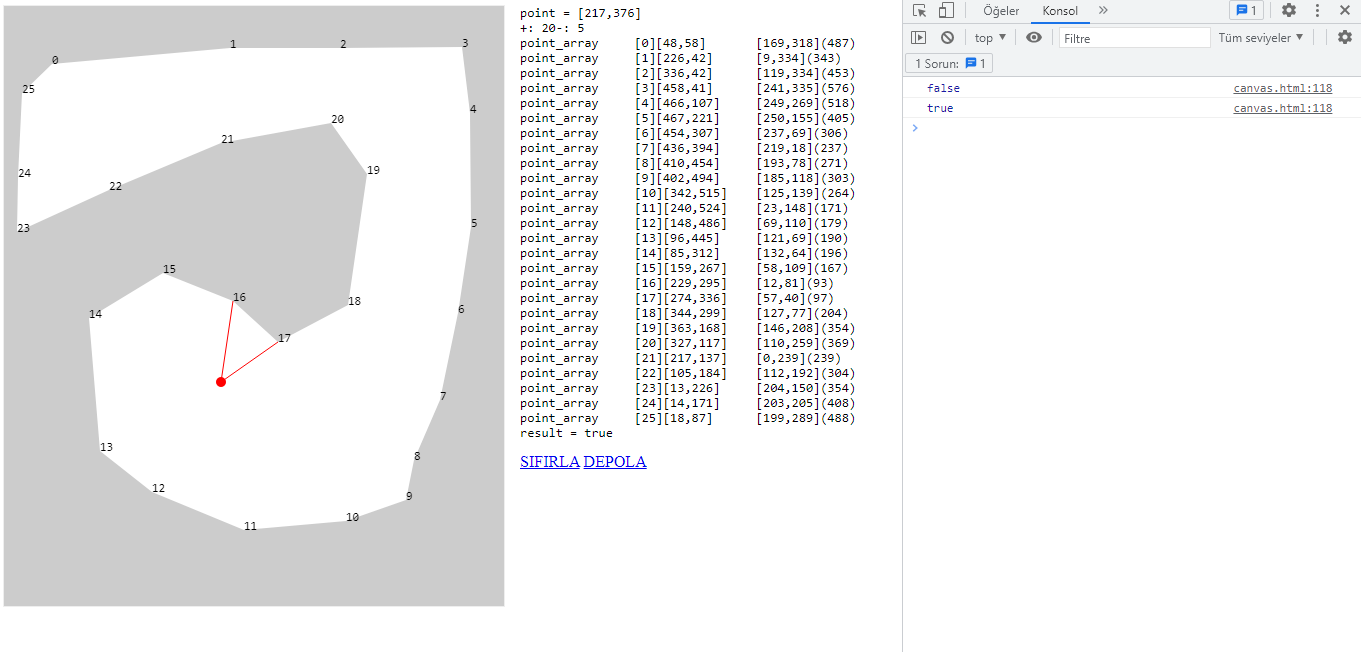 0
1
2
3
25
4
20
21
19
24
22
23
5
15
16
18
14
6
17
7
13
8
12
9
10
11
point = [217,376]
+: 20-: 5
point_array [0][48,58] [169,318](487)
point_array [1][226,42] [9,334](343)
point_array [2][336,42] [119,334](453)
point_array [3][458,41] [241,335](576)
point_array [4][466,107] [249,269](518)
point_array [5][467,221] [250,155](405)
point_array [6][454,307] [237,69](306)
point_array [7][436,394] [219,18](237)
point_array [8][410,454] [193,78](271)
point_array [9][402,494] [185,118](303)
point_array [10][342,515] [125,139](264)
point_array [11][240,524] [23,148](171)
point_array [12][148,486] [69,110](179)
point_array [13][96,445] [121,69](190)
point_array [14][85,312] [132,64](196)
point_array [15][159,267] [58,109](167)
point_array [16][229,295] [12,81](93)
point_array [17][274,336] [57,40](97)
point_array [18][344,299] [127,77](204)
point_array [19][363,168] [146,208](354)
point_array [20][327,117] [110,259](369)
point_array [21][217,137] [0,239](239)
point_array [22][105,184] [112,192](304)
point_array [23][13,226] [204,150](354)
point_array [24][14,171] [203,205](408)
point_array [25][18,87] [199,289](488)
result = true
SIFIRLA DEPOLA
Öğeler Konsol 1
top Filtre Tüm seviyeler
1 Sorun: 1
false canvas.html:118
true canvas.html:118